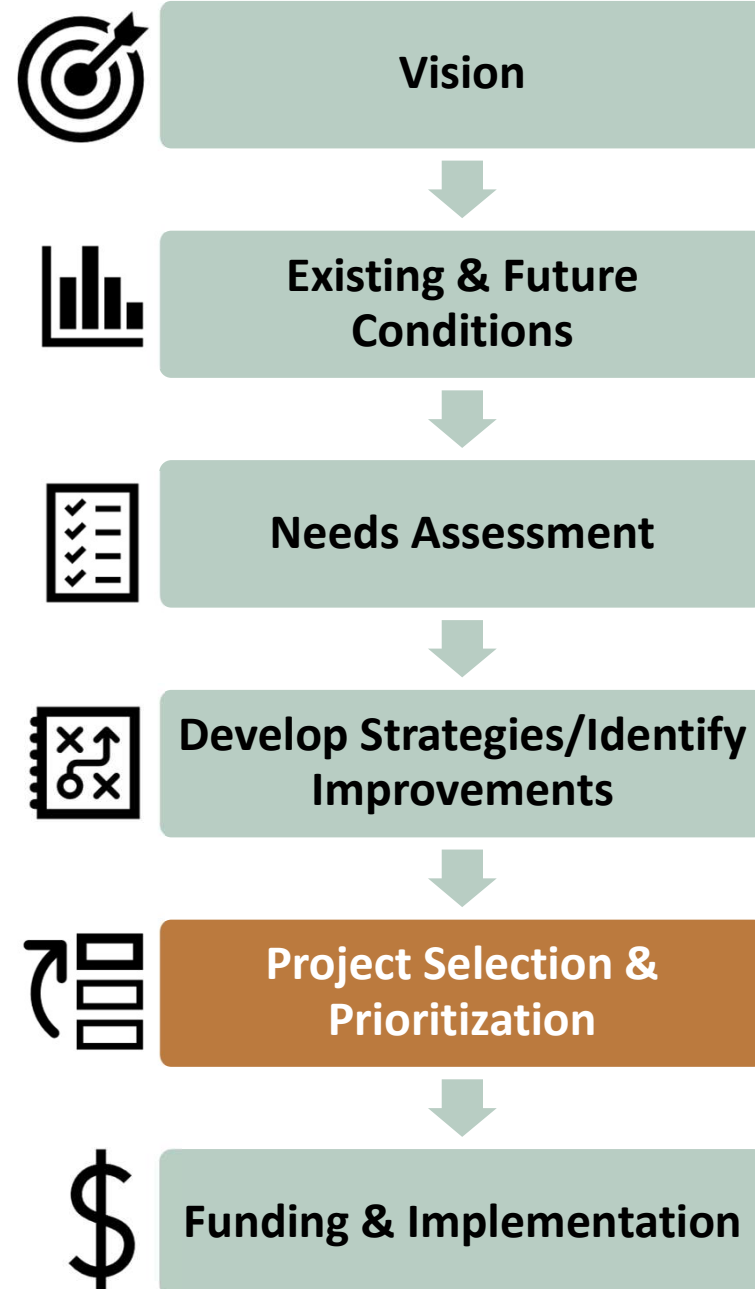 Vision
Existing & Future
Conditions
Needs Assessment
Develop Strategies/Identify
Improvements
Project Selection &
Prioritization
Funding & Implementation